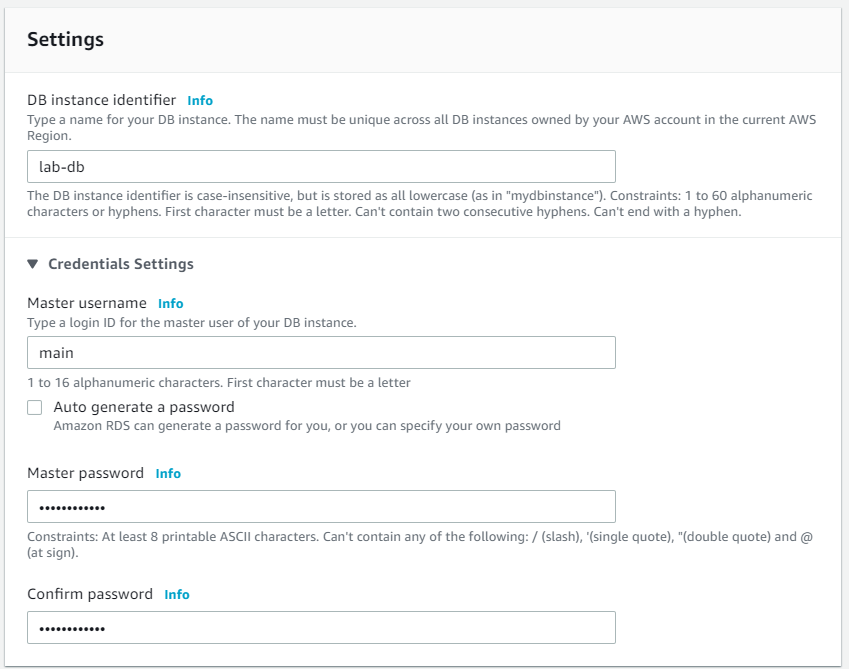 Settings
DB instance identifier Info
Type a name for your DB instance. The name must be unique across all DB instances owned by your AWS account in the current AWS
Region.
lab-db
The DB instance identifier is case-insensitive, but is stored as all lowercase (as in "mydbinstance"). Constraints: 1 to 60 alphanumeric
characters or hyphens. First character must be a letter. Can't contain two consecutive hyphens. Can't end with a hyphen.
▼ Credentials Settings
Master username Info
Type a login ID for the master user of your DB instance.
main
1 to 16 alphanumeric characters. First character must be a letter
Auto generate a password
Amazon RDS can generate a password for you, or you can specify your own password
Master password Info
••••••••••••
Constraints: At least 8 printable ASCII characters. Can't contain any of the following: / (slash), '(single quote), "(double quote) and @
(at sign).
Confirm password Info
••••••••••••